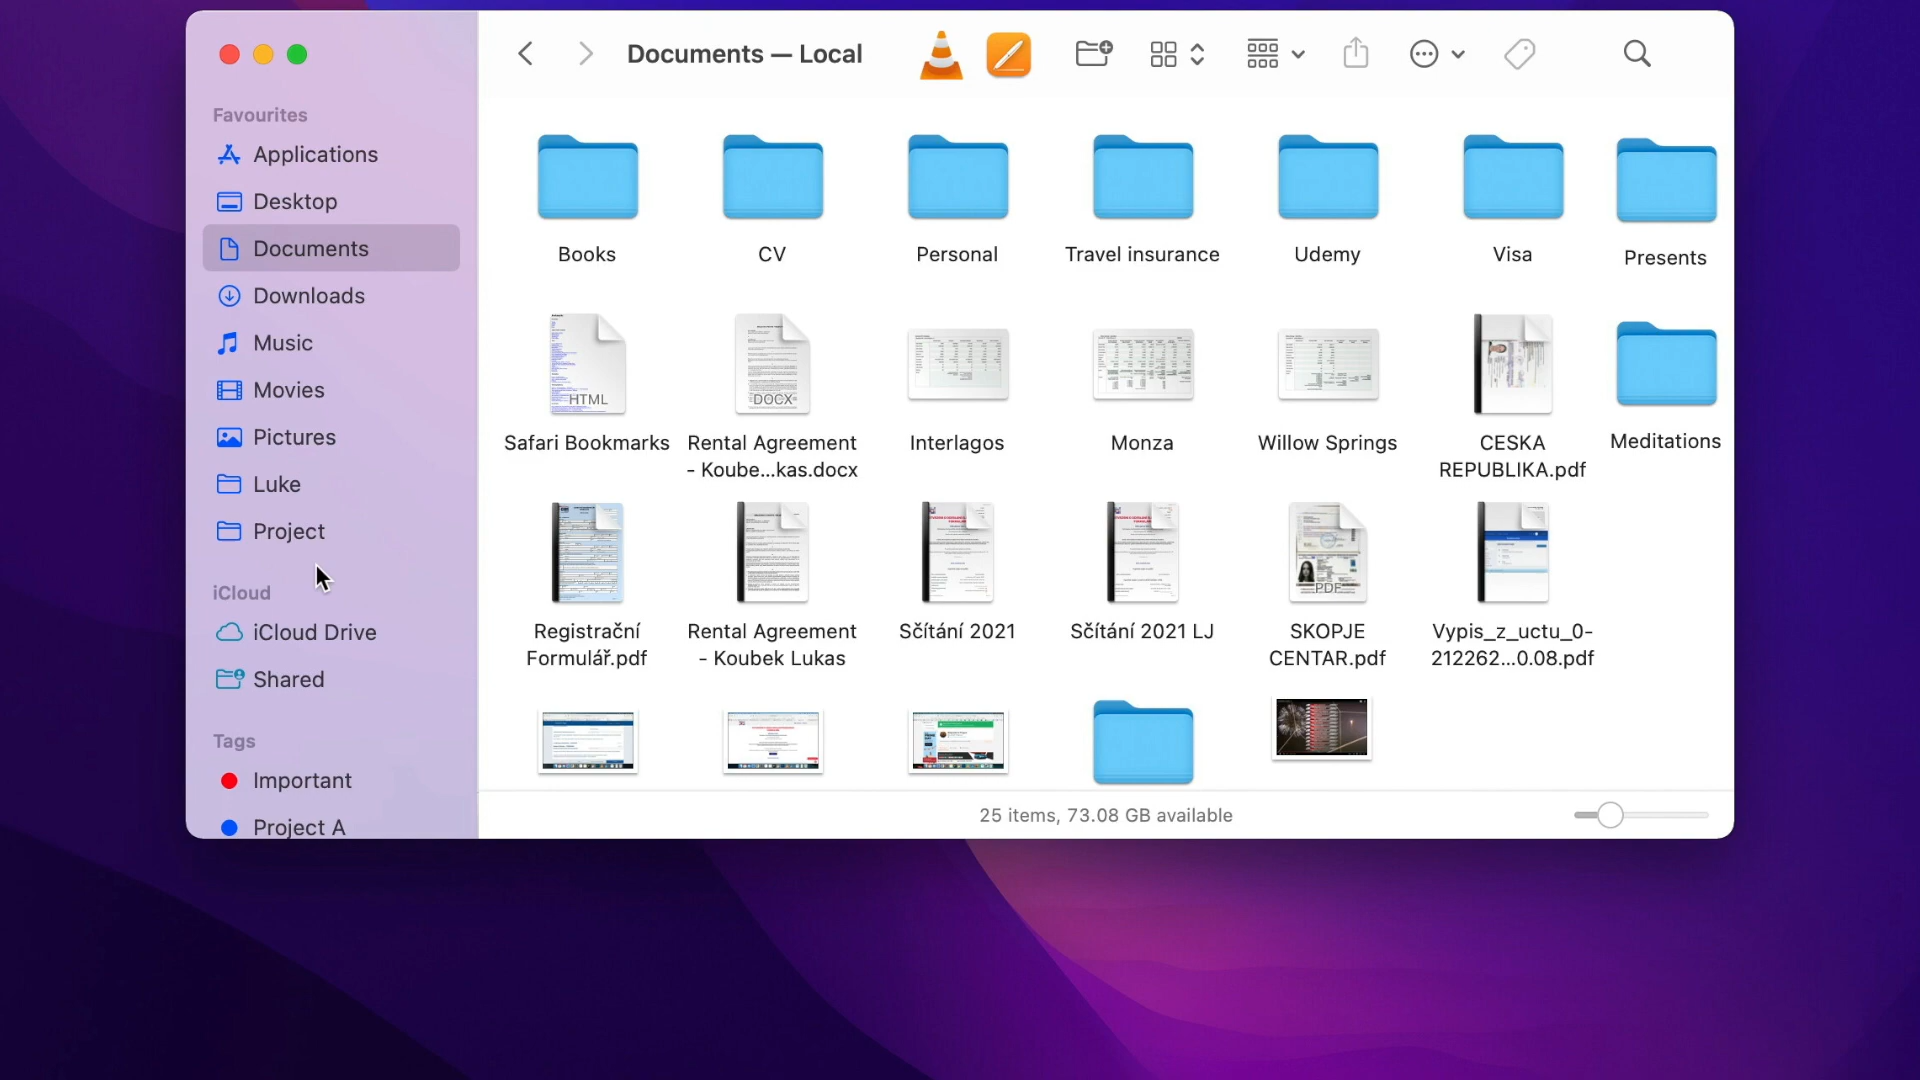 Documents — Local
Favourites
Applications
Desktop
Documents
Downloads
Music
Movies
Pictures
Luke
Project
iCloud
iCloud Drive
Shared
Tags
Important
Project A
Books
CV
Personal
Travel insurance
Udemy
Visa
Presents
HTML
DOCX
Safari Bookmarks
Rental Agreement
- Koube...kas.docx
Interlagos
Monza
Willow Springs
CESKA
REPUBLIKA.pdf
Meditations
PDF
Registrační
Formulář.pdf
Rental Agreement
- Koubek Lukas
Sčítání 2021
Sčítání 2021 LJ
SKOPJE
CENTAR.pdf
Vypis_z_uctu_0-
212262...0.08.pdf
25 items, 73.08 GB available